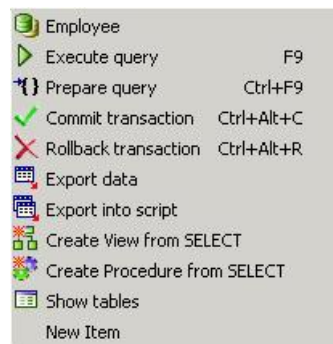 Employee
Execute query F9
Prepare query Ctrl+F9
Commit transaction Ctrl+Alt+C
Rollback transaction Ctrl+Alt+R
Export data
Export into script
Create View from SELECT
Create Procedure from SELECT
Show tables
New Item